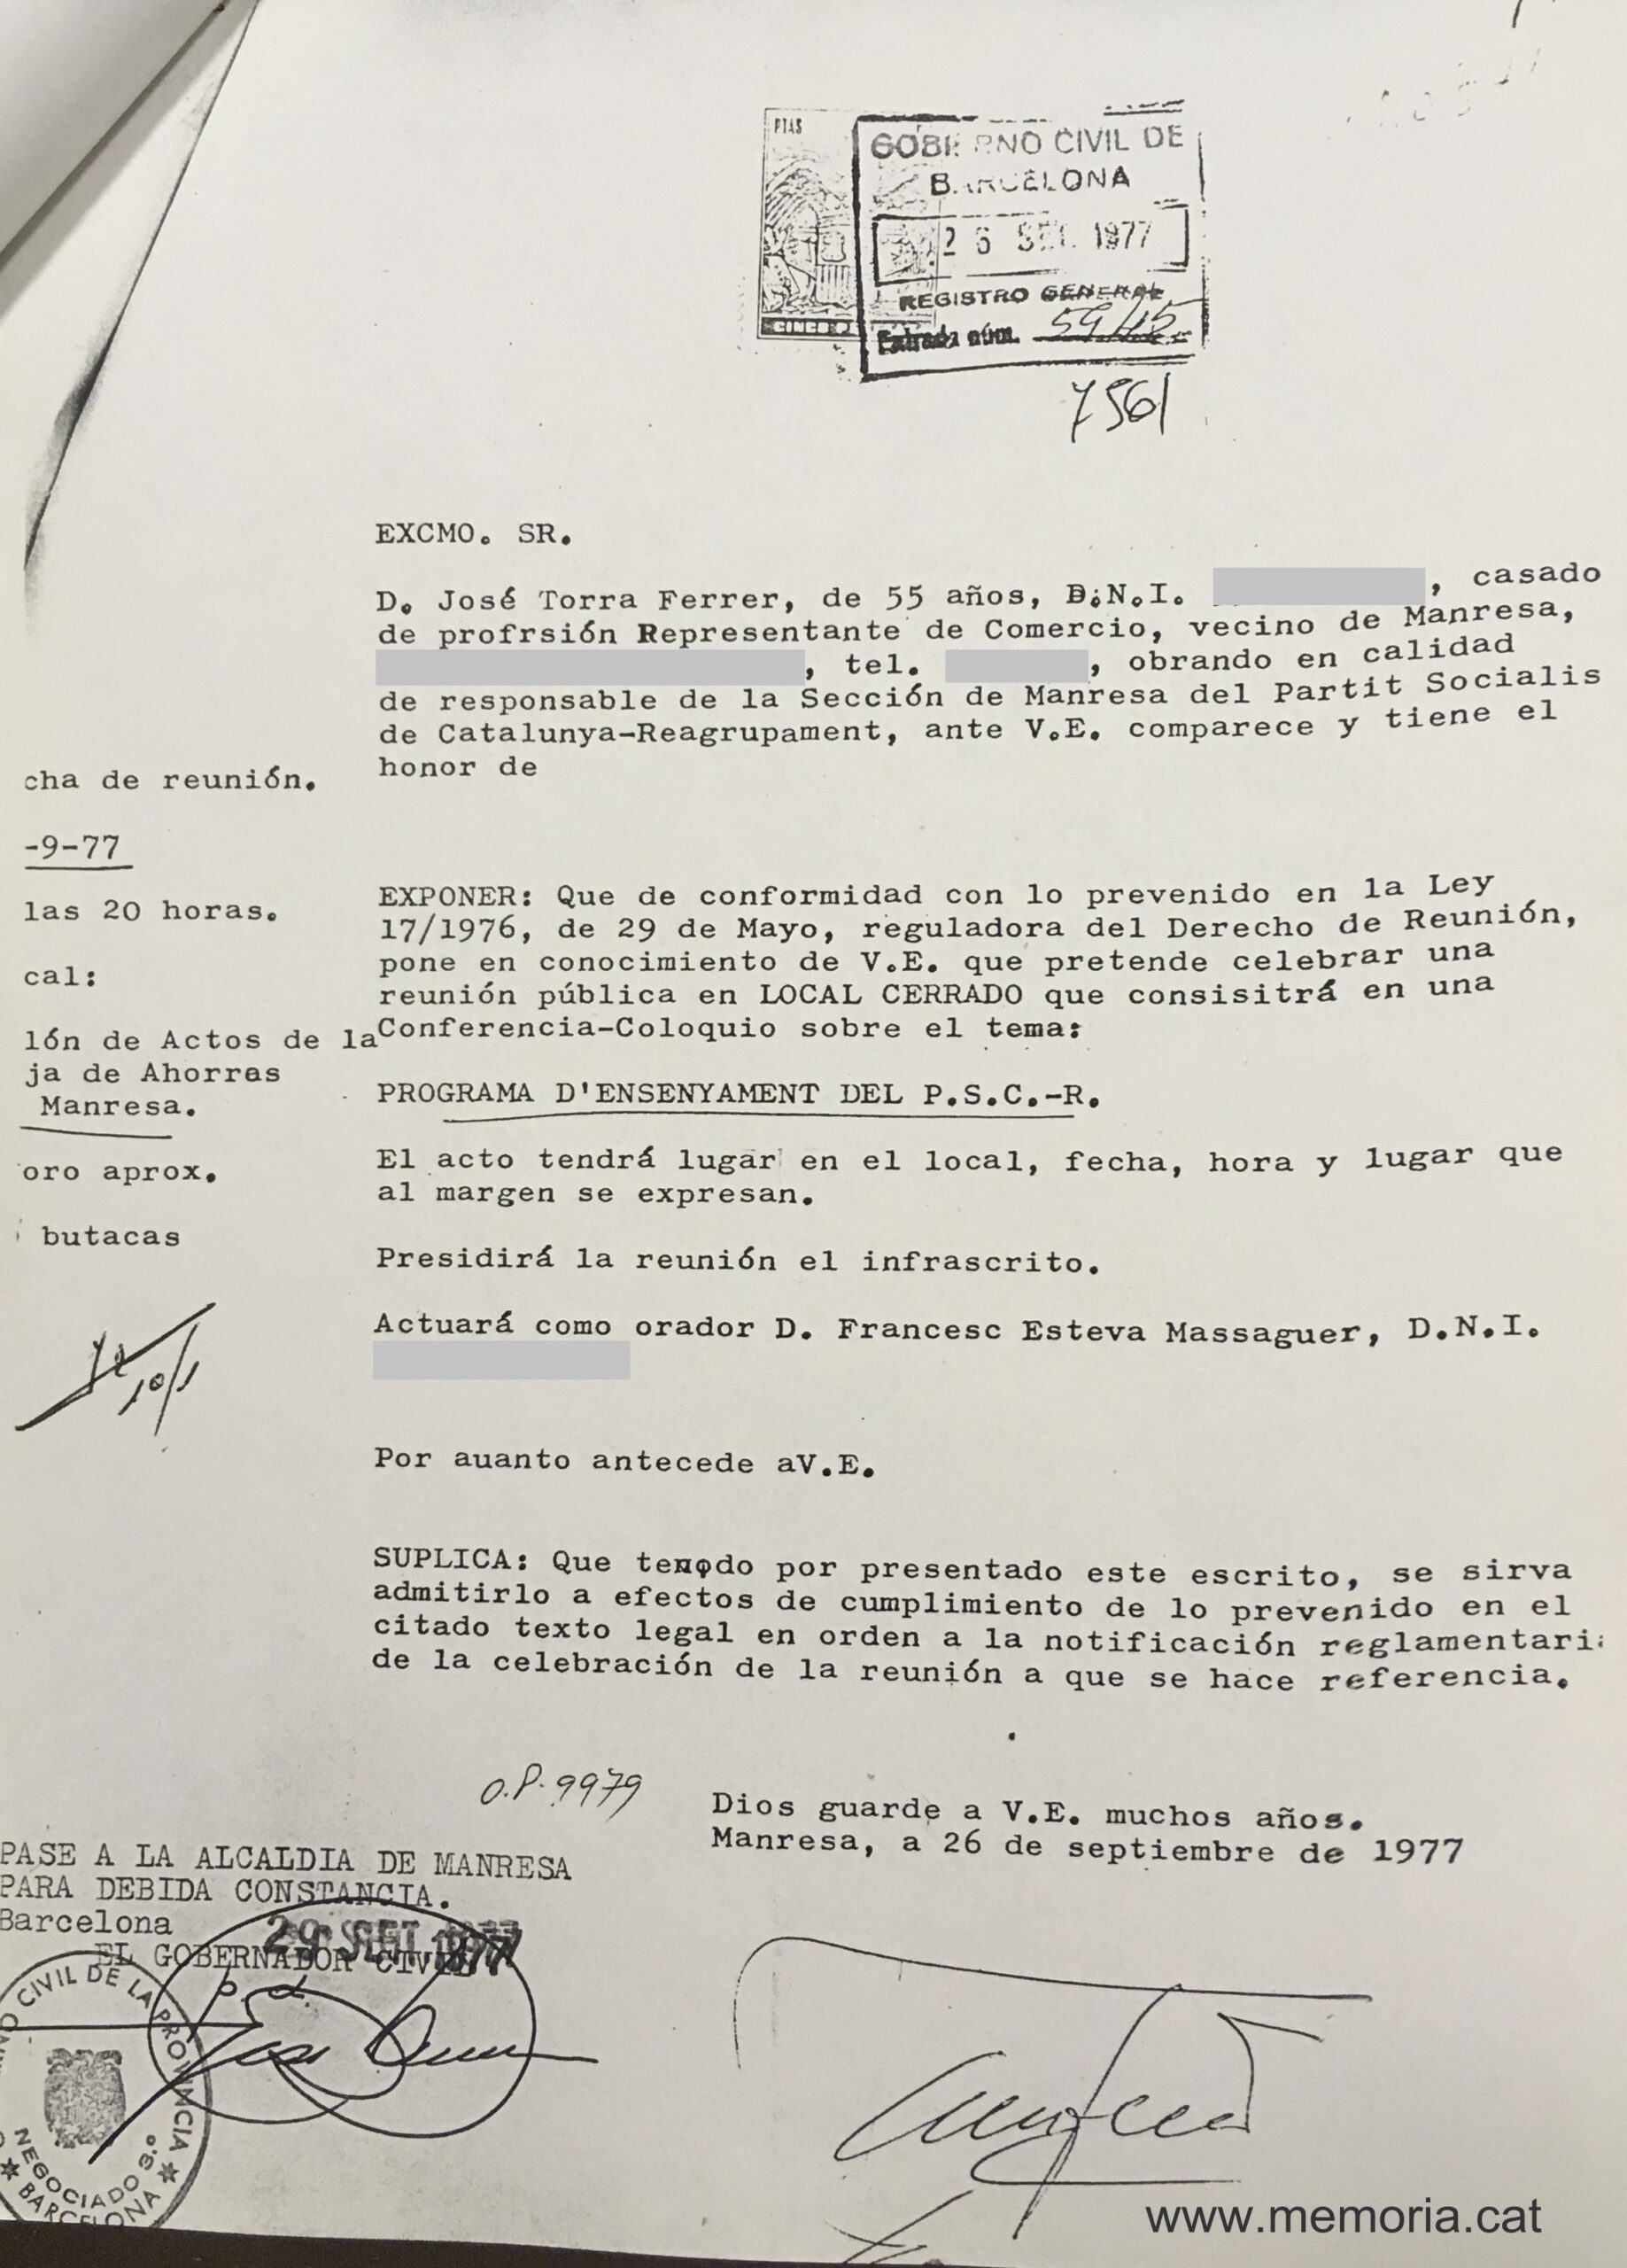 PTAS
GOBIERNO CIVIL DE
BARCELONA
26 SET. 1977
REGISTRO GENERAL
Entrada núm.
CINCO
7561
EXCMO. SR.
D. José Torra Ferrer, de 55 años, D.N.I. , casado
de profrsión Representante de Comercio, vecino de Manresa,
, tel. , obrando en calidad
de responsable de la Sección de Manresa del Partit Socialis
de Catalunya-Reagrupament, ante V.E. comparece y tiene el
honor de
cha de reunión.
-9-77
las 20 horas.
cal:
lón de Actos de la
ja de Ahorras
Manresa.
oro aprox.
butacas
EXPONER: Que de conformidad con lo prevenido en la Ley
17/1976, de 29 de Mayo, reguladora del Derecho de Reunión,
pone en conocimiento de V.E. que pretende celebrar una
reunión pública en LOCAL CERRADO que consisitrá en una
Conferencia-Coloquio sobre el tema:
PROGRAMA D'ENSENYAMENT DEL P.S.C.-R.
El acto tendrá lugar en el local, fecha, hora y lugar que
al margen se expresan.
Presidirá la reunión el infrascrito.
Actuará como orador D. Francesc Esteva Massaguer, D.N.I.
Por auanto antecede aV.E.
SUPLICA: Que por presentado este escrito, se sirva
admitirlo a efectos de cumplimiento de lo prevenido en el
citado texto legal en orden a la notificación reglamentari
de la celebración de la reunión a que se hace referencia.
O.P. 9979
Dios guarde a V.E. muchos años.
Manresa, a 26 de septiembre de 1977
PASE A LA ALCALDIA DE MANRESA
PARA DEBIDA CONSTANCIA.
Barcelona 29 SET. 1977
EL GOBERNADOR CIVIL
p. d.
CIVIL DE LA PROVINCIA
NEGOCIADO 3.º
BARCELONA
www.memoria.cat